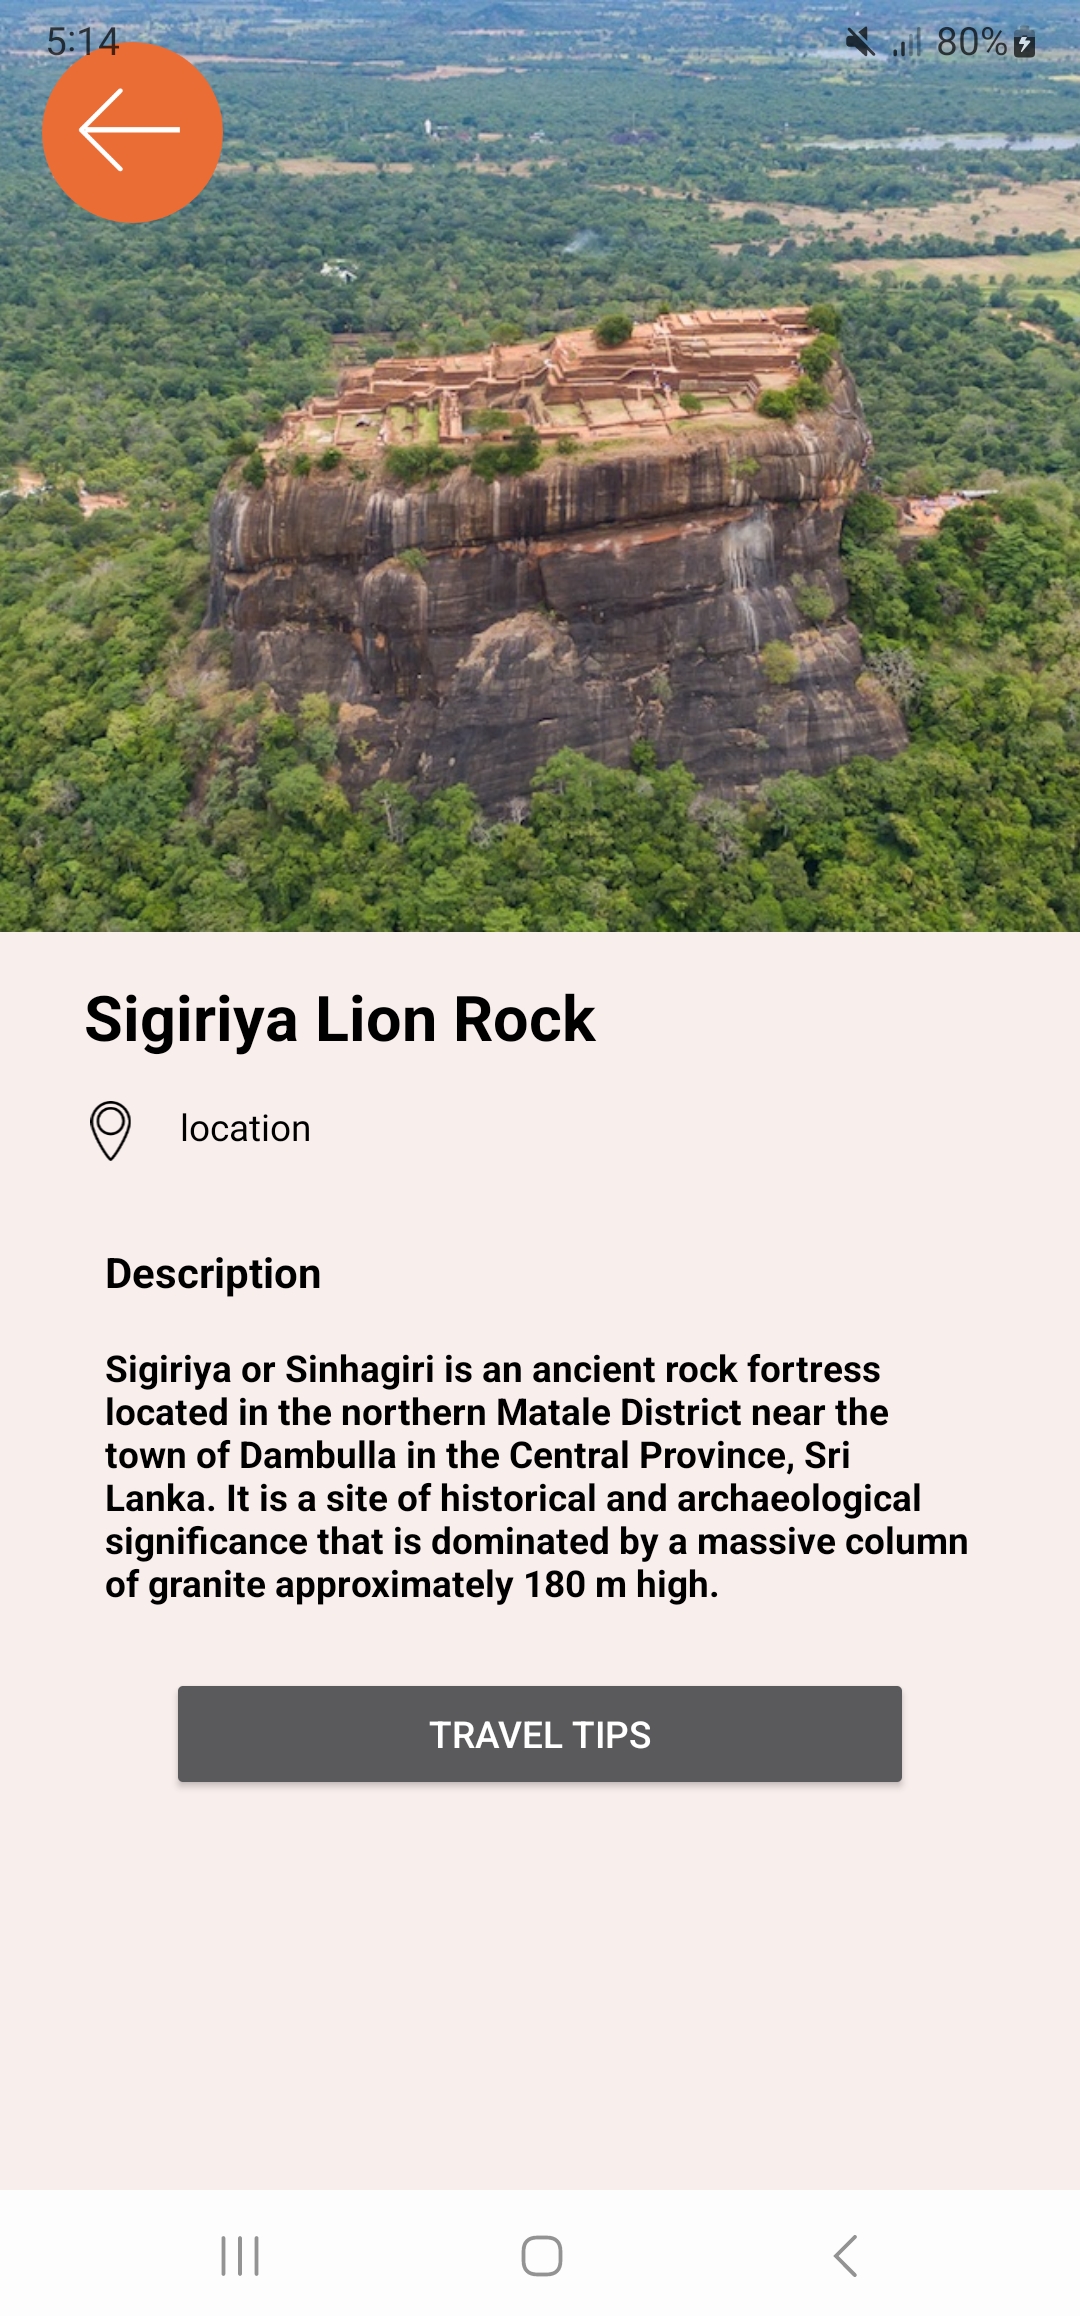 5:14
80%
Sigiriya Lion Rock
location
Description
Sigiriya or Sinhagiri is an ancient rock fortress
located in the northern Matale District near the
town of Dambulla in the Central Province, Sri
Lanka. It is a site of historical and archaeological
significance that is dominated by a massive column
of granite approximately 180 m high.
TRAVEL TIPS